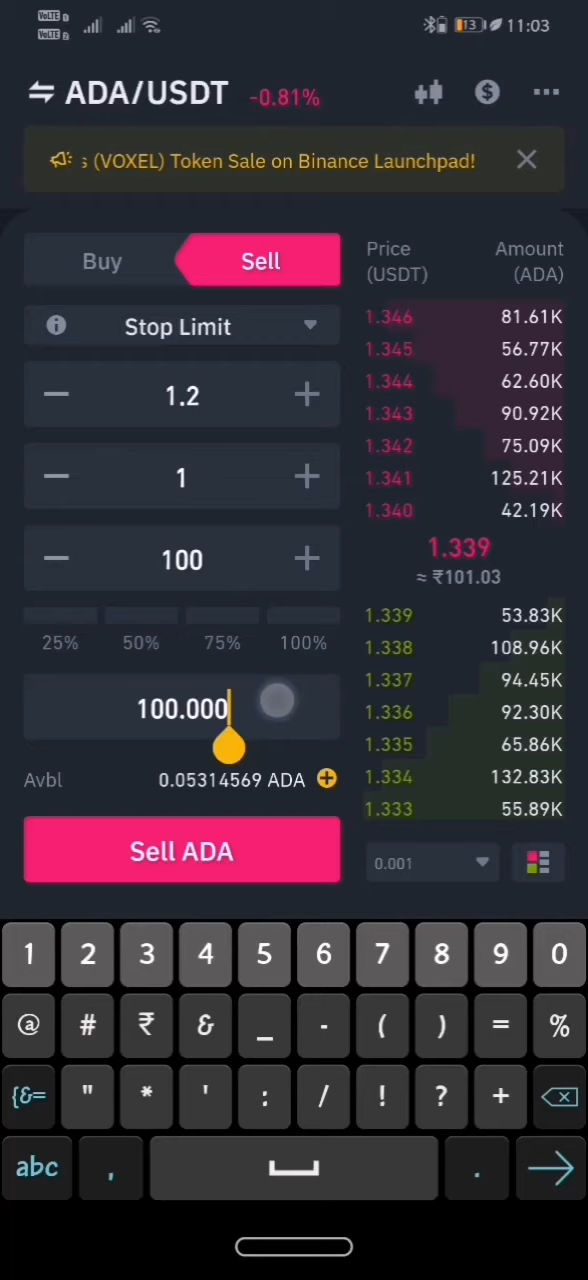 VoLTE 1
VoLTE 2
13
11:03
ADA/USDT -0.81%
s (VOXEL) Token Sale on Binance Launchpad!
Buy
Sell
Stop Limit
1.2
1
100
25% 50% 75% 100%
100.000
Avbl 0.05314569 ADA
Sell ADA
Price Amount
(USDT) (ADA)
1.346 81.61K
1.345 56.77K
1.344 62.60K
1.343 90.92K
1.342 75.09K
1.341 125.21K
1.340 42.19K
1.339
≈ ₹101.03
1.339 53.83K
1.338 108.96K
1.337 94.45K
1.336 92.30K
1.335 65.86K
1.334 132.83K
1.333 55.89K
0.001
1 2 3 4 5 6 7 8 9 0
@ # ₹ & _ - ( ) = %
{&= " * ' : / ! ? +
abc , .